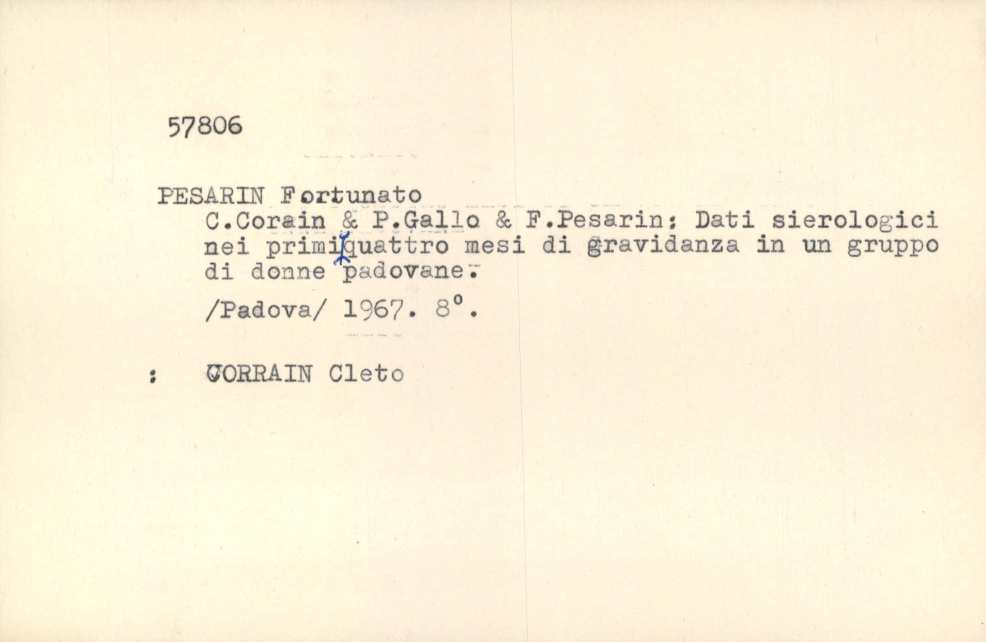 57806
PESARIN Fortunato
C.Corain & P.Gallo & F.Pesarin: Dati sierologici
nei primi quattro mesi di gravidanza in un gruppo
di donne padovane.
/Padova/ 1967. 8º.
: CORRAIN Cleto